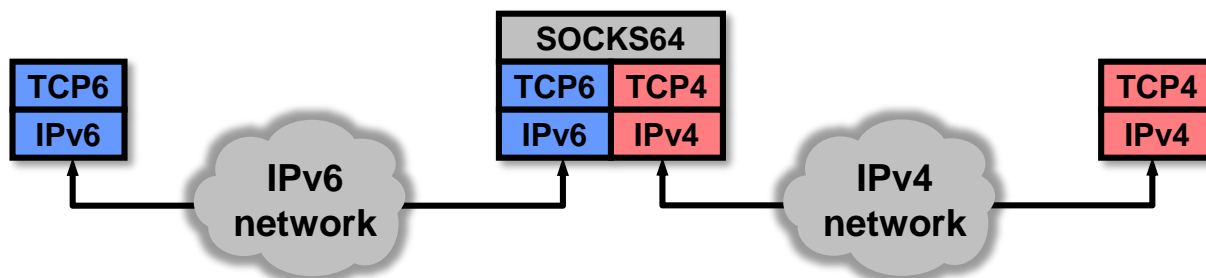 SOCKS64
TCP6
TCP6 TCP4
TCP4
IPv6
IPv6 IPv4
IPv4
IPv6
network
IPv4
network